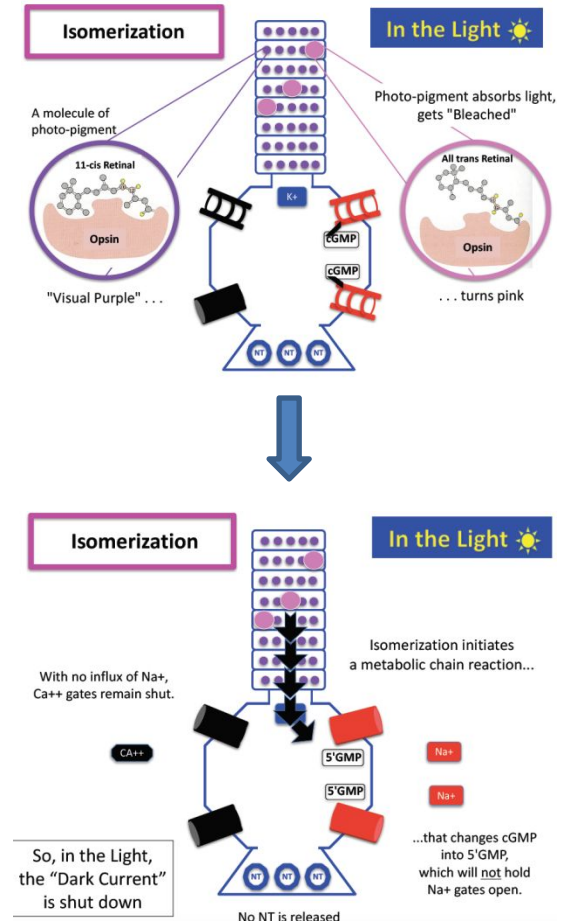 Isomerization
In the Light
A molecule of
photo-pigment
Photo-pigment absorbs light,
gets "Bleached"
11-cis Retinal
Opsin
K+
All trans Retinal
Opsin
cGMP
cGMP
"Visual Purple" . . .
. . . turns pink
NT NT NT
Isomerization
In the Light
Isomerization initiates
a metabolic chain reaction...
With no influx of Na+,
Ca++ gates remain shut.
CA++
5'GMP
Na+
5'GMP
Na+
...that changes cGMP
into 5'GMP,
which will not hold
Na+ gates open.
So, in the Light,
the “Dark Current”
is shut down
NT NT NT
No NT is released